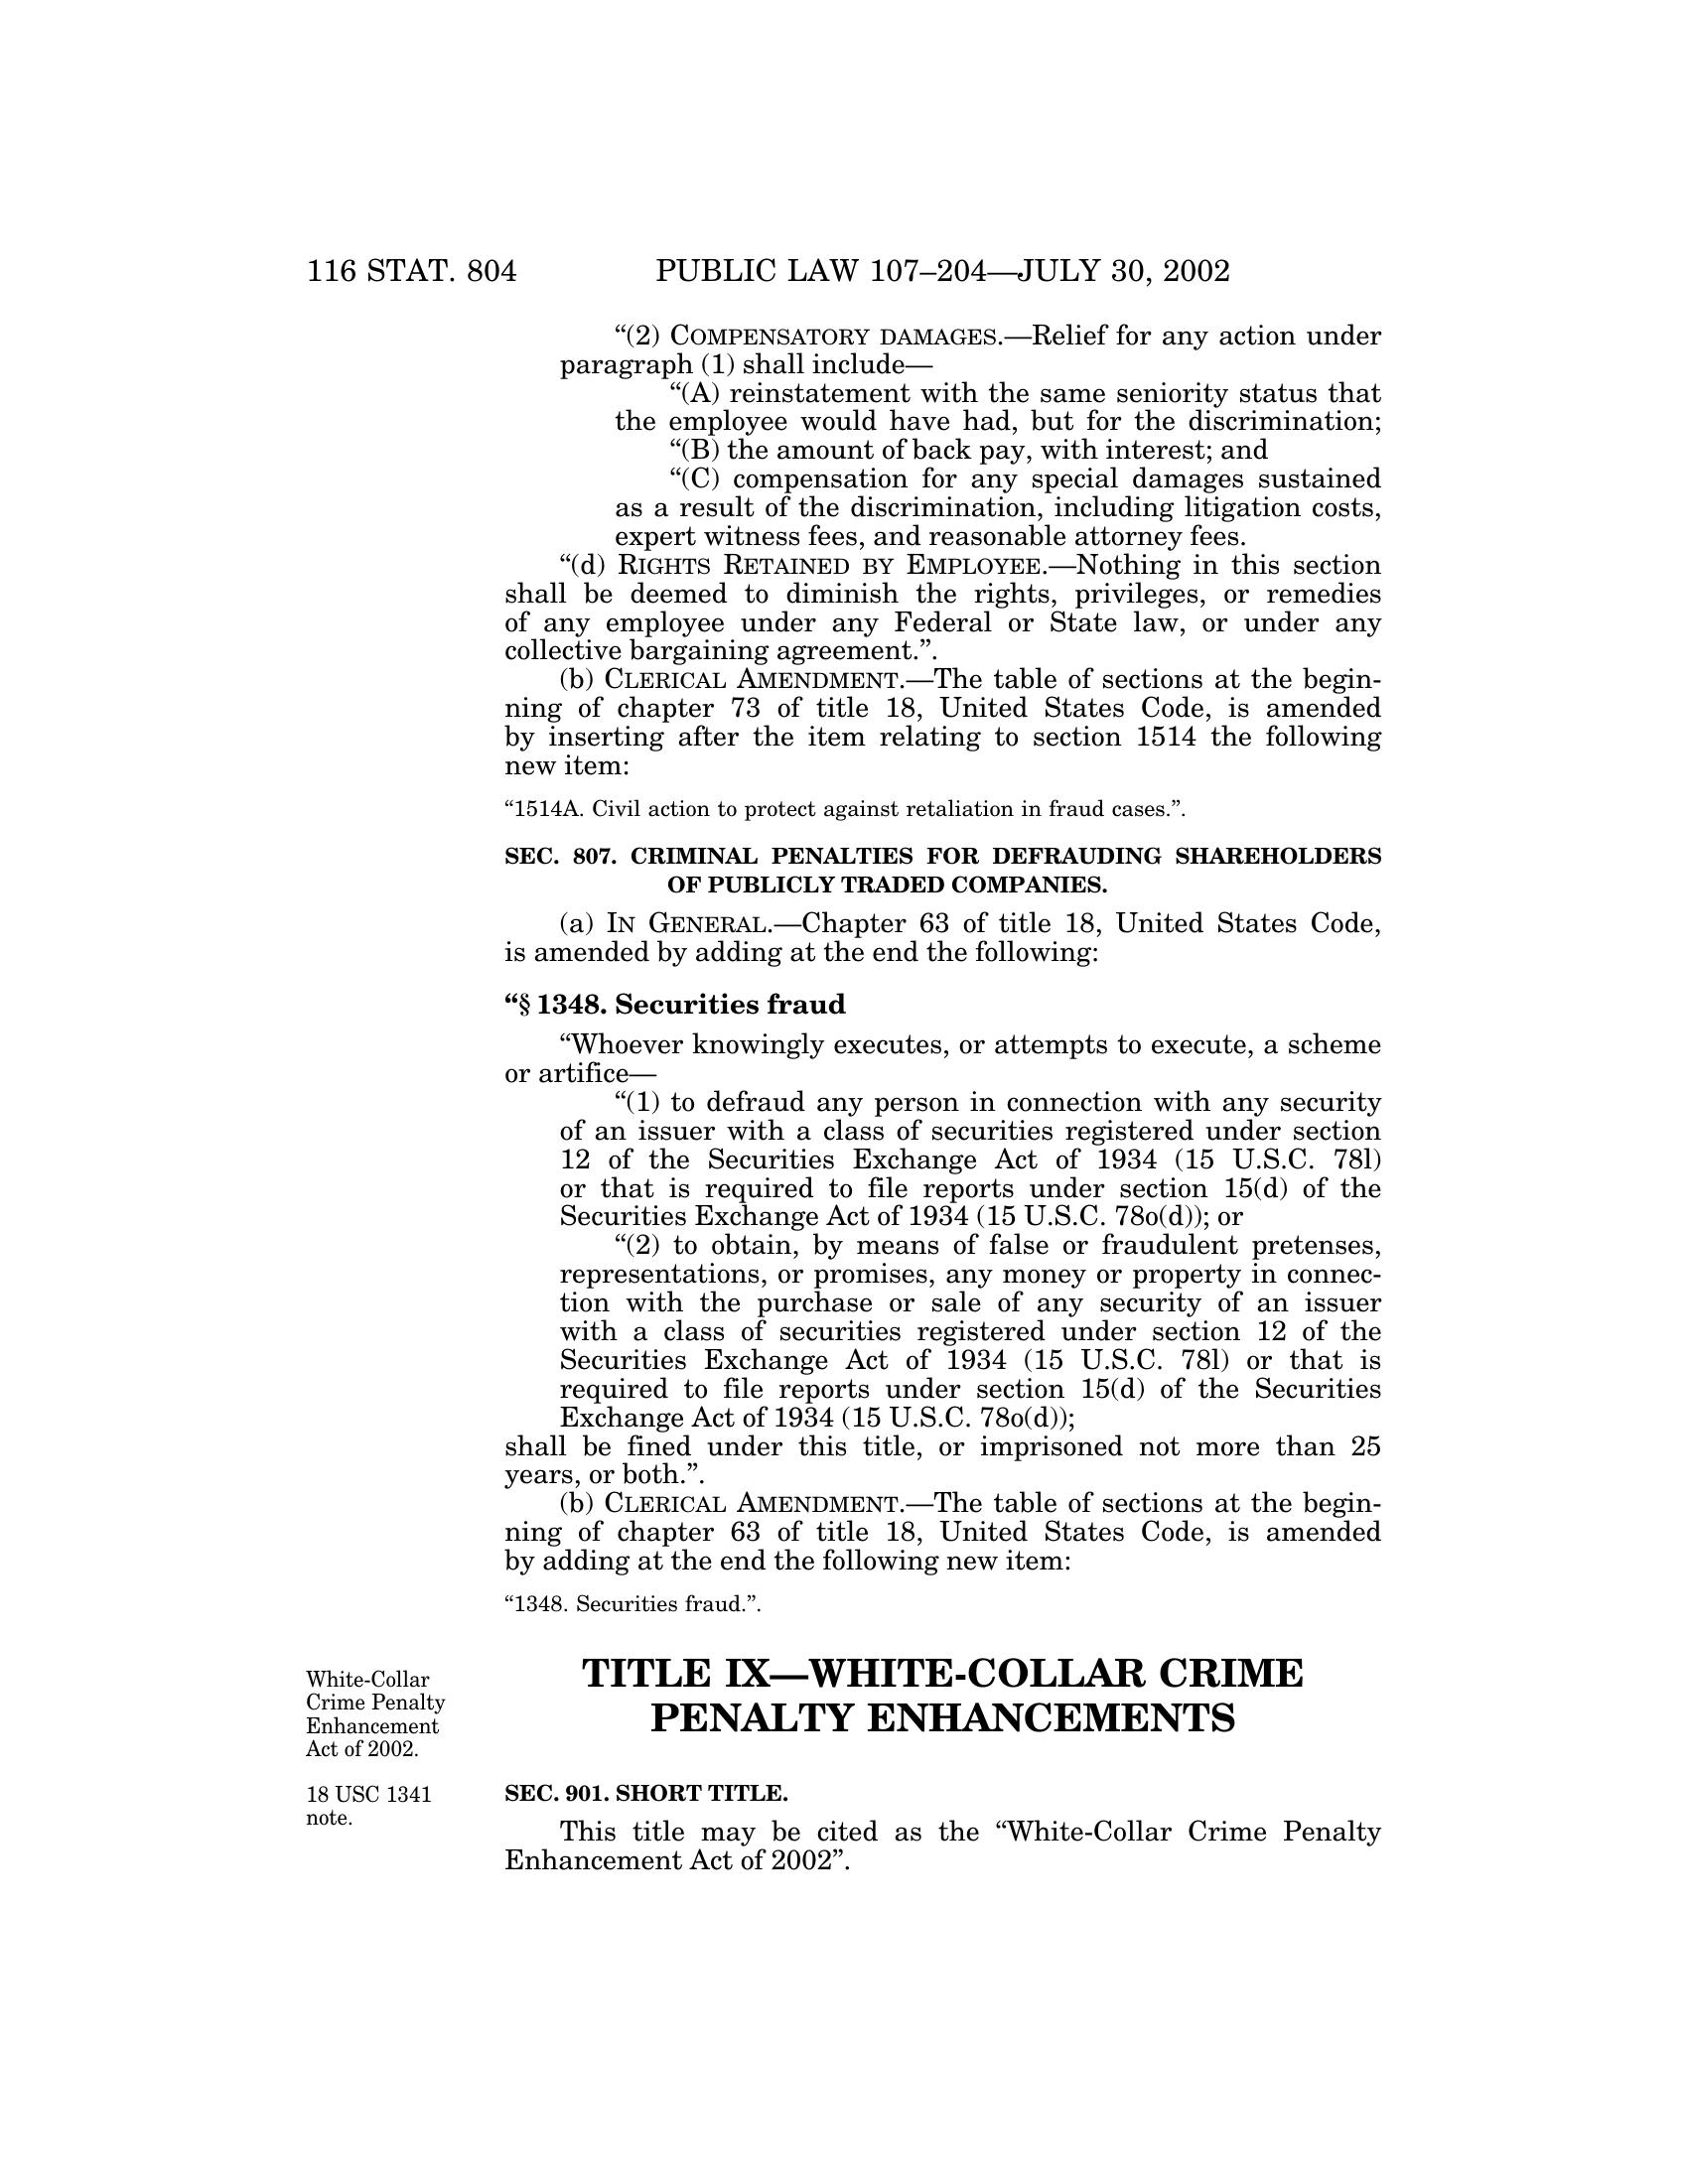 116 STAT. 804 PUBLIC LAW 107–204—JULY 30, 2002
“(2) COMPENSATORY DAMAGES.—Relief for any action under
paragraph (1) shall include—
“(A) reinstatement with the same seniority status that
the employee would have had, but for the discrimination;
“(B) the amount of back pay, with interest; and
“(C) compensation for any special damages sustained
as a result of the discrimination, including litigation costs,
expert witness fees, and reasonable attorney fees.
“(d) RIGHTS RETAINED BY EMPLOYEE.—Nothing in this section
shall be deemed to diminish the rights, privileges, or remedies
of any employee under any Federal or State law, or under any
collective bargaining agreement.”.
(b) CLERICAL AMENDMENT.—The table of sections at the begin-
ning of chapter 73 of title 18, United States Code, is amended
by inserting after the item relating to section 1514 the following
new item:
“1514A. Civil action to protect against retaliation in fraud cases.”.
SEC. 807. CRIMINAL PENALTIES FOR DEFRAUDING SHAREHOLDERS
OF PUBLICLY TRADED COMPANIES.
(a) IN GENERAL.—Chapter 63 of title 18, United States Code,
is amended by adding at the end the following:
“§ 1348. Securities fraud
“Whoever knowingly executes, or attempts to execute, a scheme
or artifice—
“(1) to defraud any person in connection with any security
of an issuer with a class of securities registered under section
12 of the Securities Exchange Act of 1934 (15 U.S.C. 78l)
or that is required to file reports under section 15(d) of the
Securities Exchange Act of 1934 (15 U.S.C. 78o(d)); or
“(2) to obtain, by means of false or fraudulent pretenses,
representations, or promises, any money or property in connec-
tion with the purchase or sale of any security of an issuer
with a class of securities registered under section 12 of the
Securities Exchange Act of 1934 (15 U.S.C. 78l) or that is
required to file reports under section 15(d) of the Securities
Exchange Act of 1934 (15 U.S.C. 78o(d));
shall be fined under this title, or imprisoned not more than 25
years, or both.”.
(b) CLERICAL AMENDMENT.—The table of sections at the begin-
ning of chapter 63 of title 18, United States Code, is amended
by adding at the end the following new item:
“1348. Securities fraud.”.
TITLE IX—WHITE-COLLAR CRIME
PENALTY ENHANCEMENTS
White-Collar
Crime Penalty
Enhancement
Act of 2002.
18 USC 1341
note.
SEC. 901. SHORT TITLE.
This title may be cited as the “White-Collar Crime Penalty
Enhancement Act of 2002”.